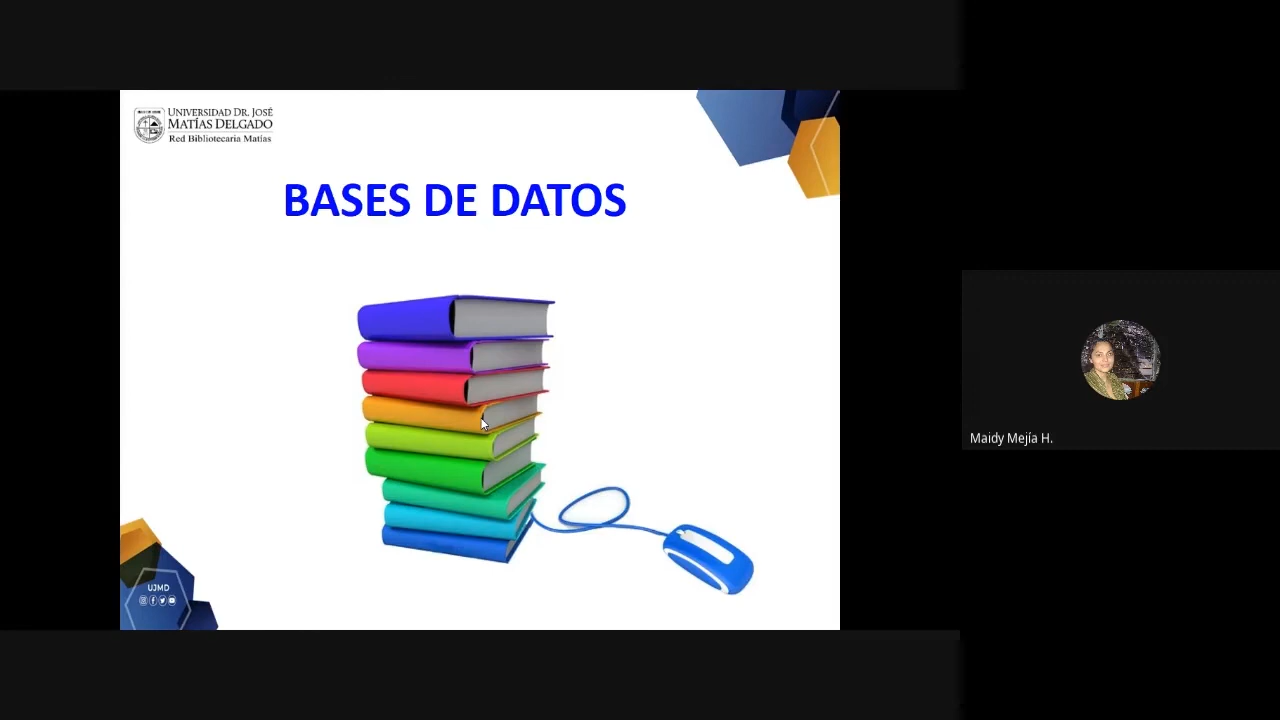 UNIVERSIDAD DR. JOSÉ
MATÍAS DELGADO
Red Bibliotecaria Matías
BASES DE DATOS
UJMD
Maidy Mejía H.